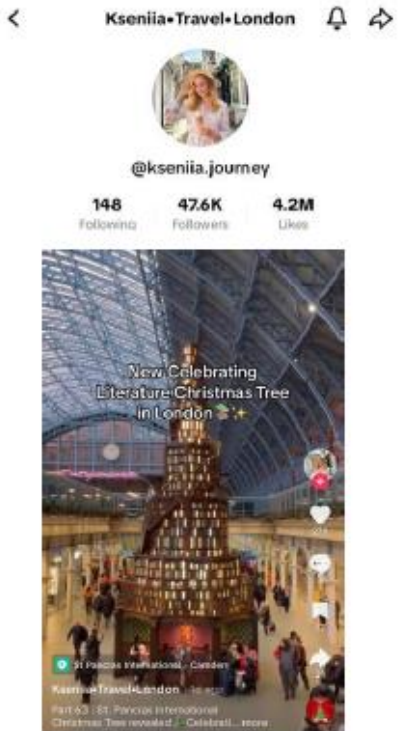 Kseniia•Travel•London
@kseniia.journey
148 47.6K 4.2M
Following Followers Likes
New Celebrating
Literature Christmas Tree
in London 📚✨
St Pancras International · Camden
Kseniia•Travel•London
Part 63 | St. Pancras International
Christmas Tree revealed Celebrati... more